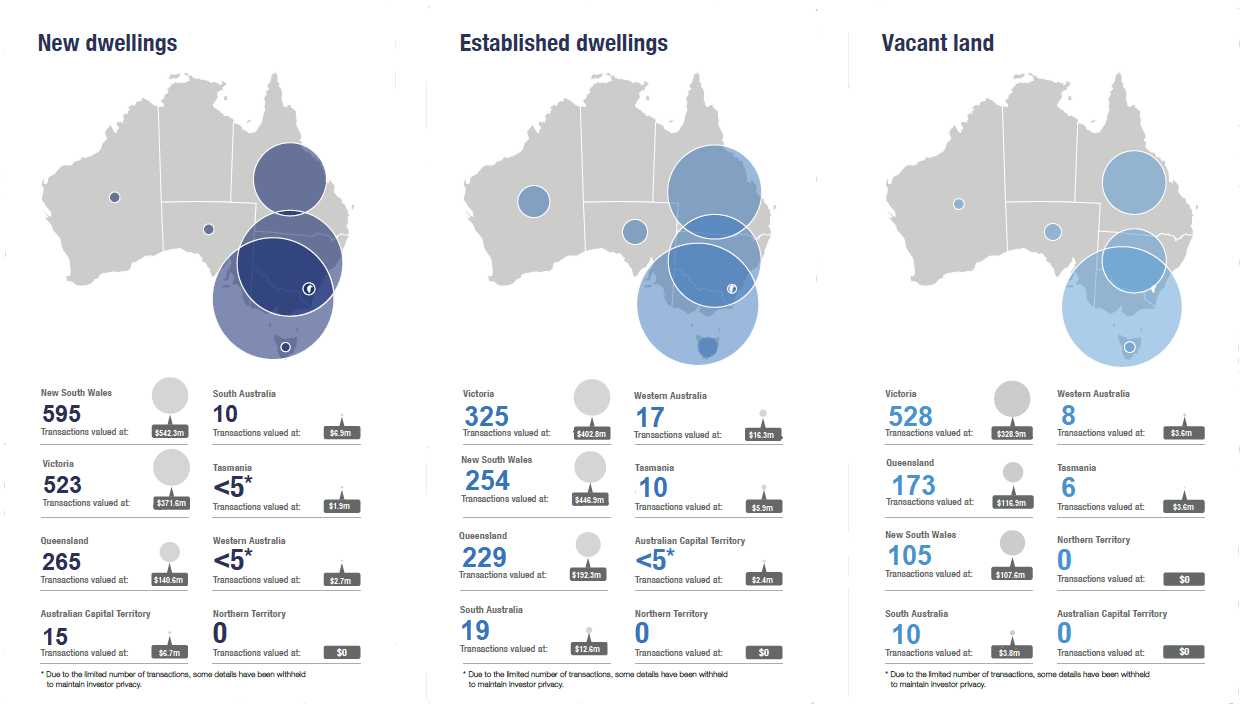 New dwellings
New South Wales
595
Transactions valued at:
$542.3m
South Australia
10
Transactions valued at:
$6.9m
Victoria
523
Transactions valued at:
$371.6m
Tasmania
<5*
Transactions valued at:
$1.9m
Queensland
265
Transactions valued at:
$140.6m
Western Australia
<5*
Transactions valued at:
$2.7m
Australian Capital Territory
15
Transactions valued at:
$6.7m
Northern Territory
0
Transactions valued at:
$0
* Due to the limited number of transactions, some details have been withheld
to maintain investor privacy.
Established dwellings
Victoria
325
Transactions valued at:
$402.8m
Western Australia
17
Transactions valued at:
$16.3m
New South Wales
254
Transactions valued at:
$446.9m
Tasmania
10
Transactions valued at:
$5.9m
Queensland
229
Transactions valued at:
$192.3m
Australian Capital Territory
<5*
Transactions valued at:
$2.4m
South Australia
19
Transactions valued at:
$12.6m
Northern Territory
0
Transactions valued at:
$0
* Due to the limited number of transactions, some details have been withheld
to maintain investor privacy.
Vacant land
Victoria
528
Transactions valued at:
$328.9m
Western Australia
8
Transactions valued at:
$3.6m
Queensland
173
Transactions valued at:
$116.9m
Tasmania
6
Transactions valued at:
$3.6m
New South Wales
105
Transactions valued at:
$107.6m
Northern Territory
0
Transactions valued at:
$0
South Australia
10
Transactions valued at:
$3.8m
Australian Capital Territory
0
Transactions valued at:
$0
* Due to the limited number of transactions, some details have been withheld
to maintain investor privacy.